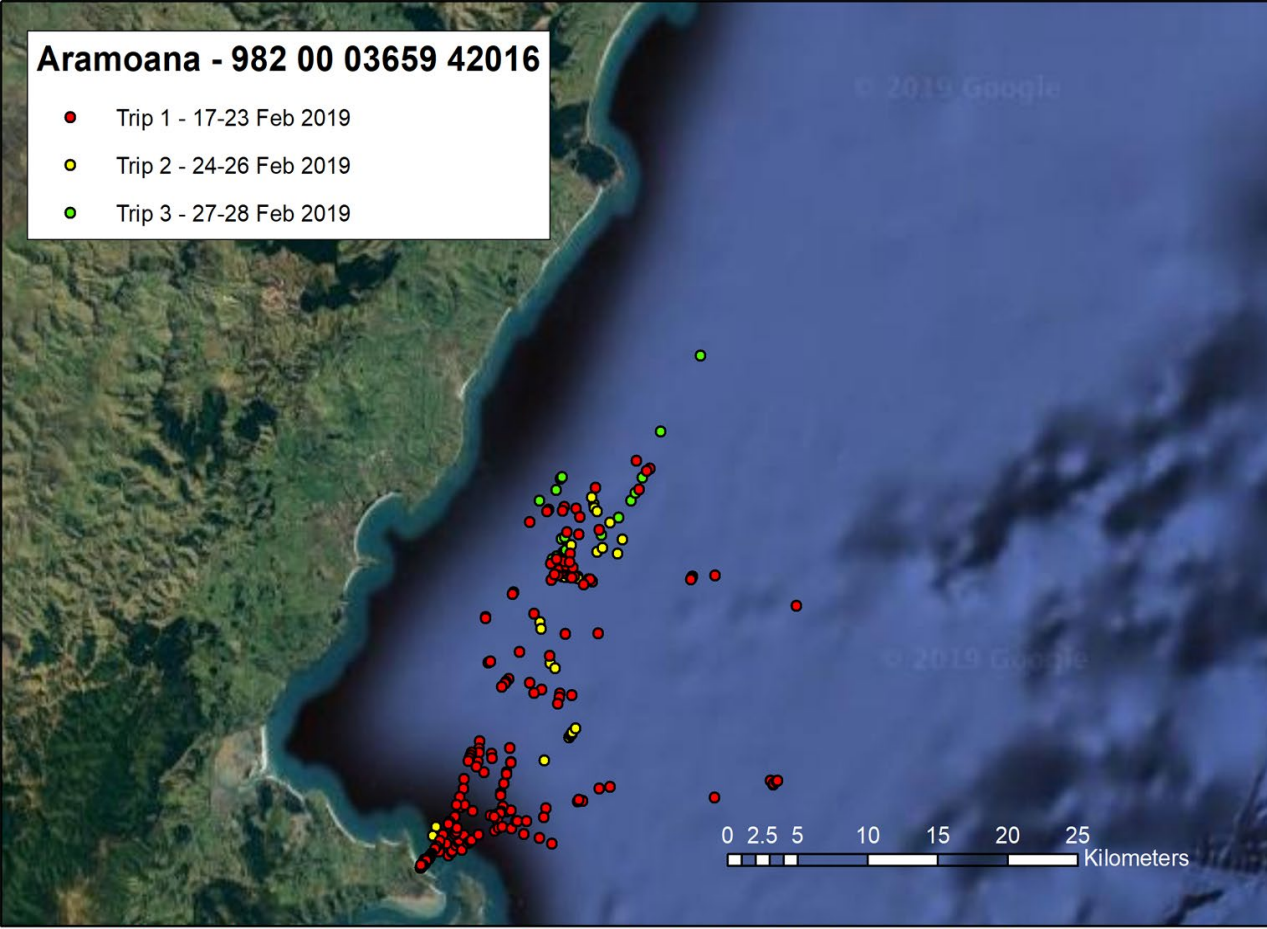 Aramoana - 982 00 03659 42016
Trip 1 - 17-23 Feb 2019
Trip 2 - 24-26 Feb 2019
Trip 3 - 27-28 Feb 2019
© 2019 Google
© 2019 Google
0 2.5 5 10 15 20 25
Kilometers